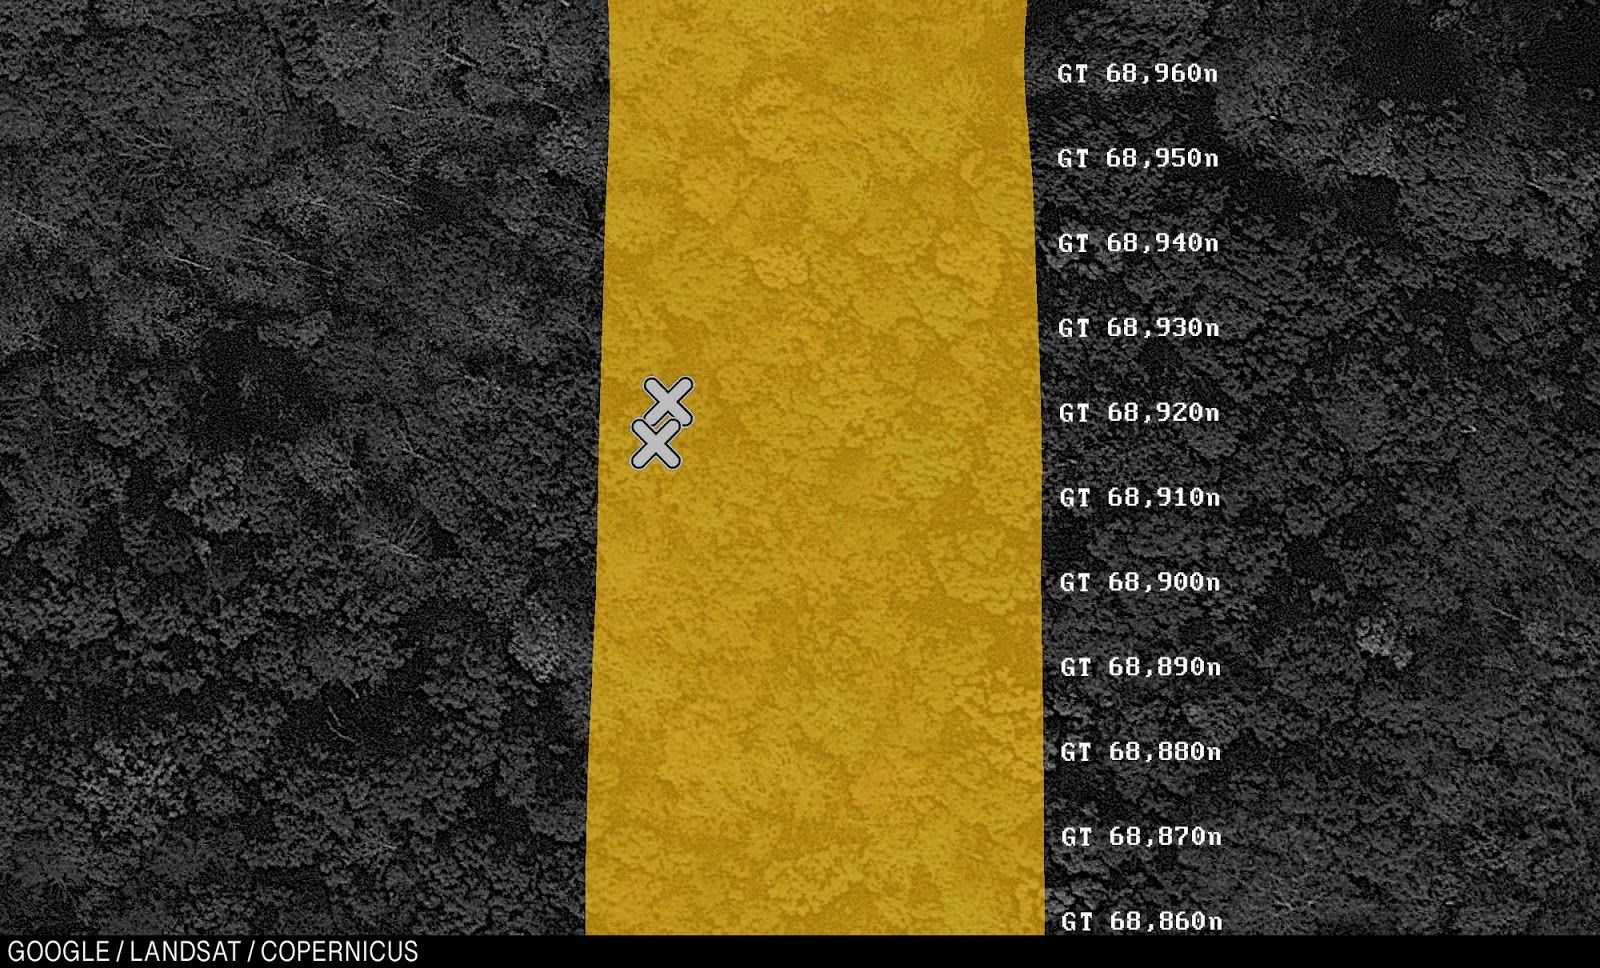 GT 68,960n
GT 68,950n
GT 68,940n
GT 68,930n
GT 68,920n
GT 68,910n
GT 68,900n
GT 68,890n
GT 68,880n
GT 68,870n
GT 68,860n
GOOGLE / LANDSAT / COPERNICUS